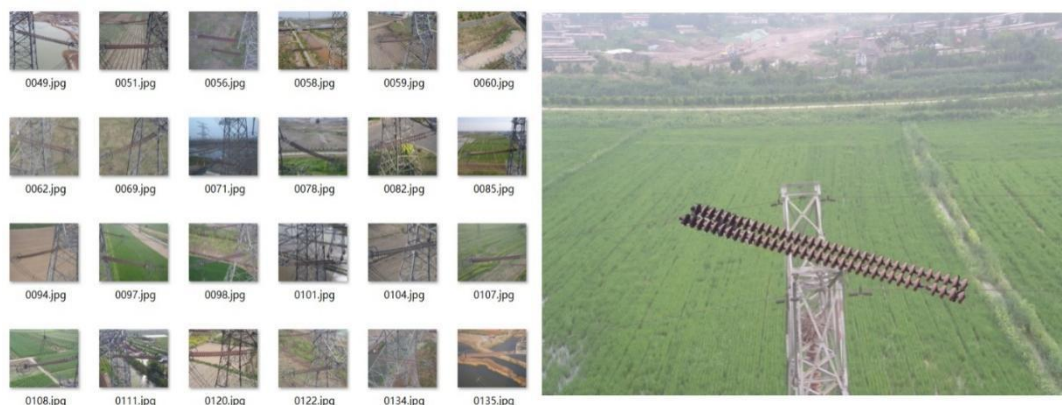 0049.jpg 0051.jpg 0056.jpg 0058.jpg 0059.jpg 0060.jpg
0062.jpg 0069.jpg 0071.jpg 0078.jpg 0082.jpg 0085.jpg
0094.jpg 0097.jpg 0098.jpg 0101.jpg 0104.jpg 0107.jpg
0108.jpg 0111.jpg 0120.jpg 0122.jpg 0134.jpg 0135.jpg